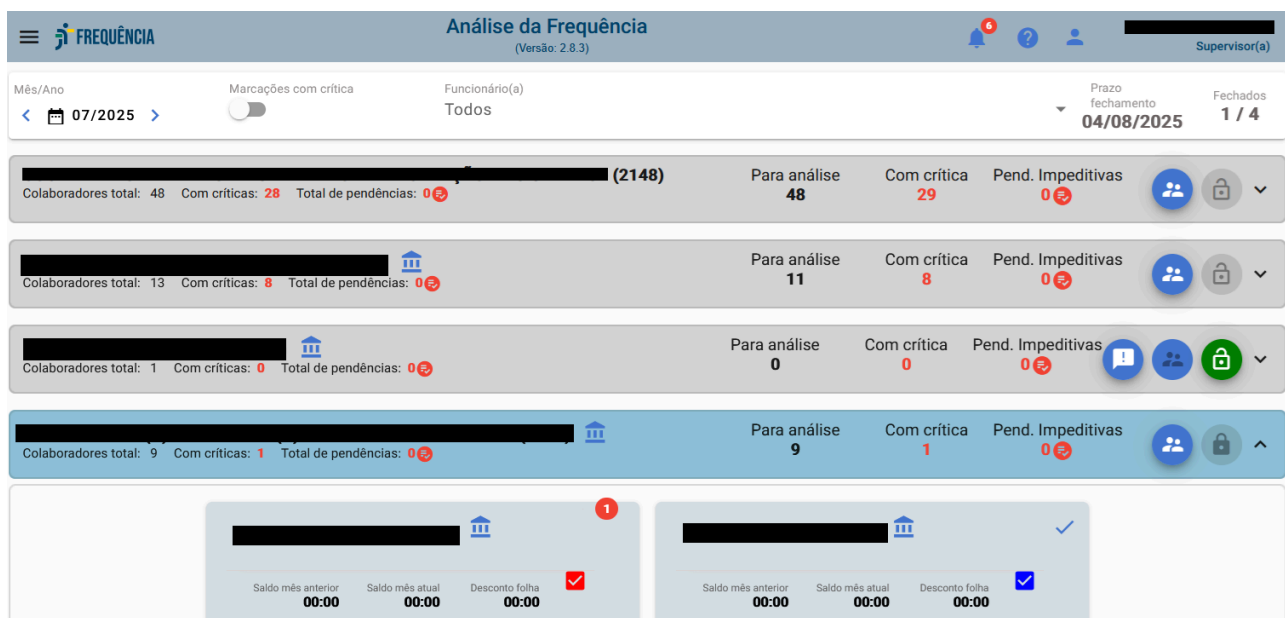 FREQUÊNCIA
Análise da Frequência
(Versão: 2.8.3)
6
Supervisor(a)
Mês/Ano
07/2025
Marcações com crítica
Funcionário(a)
Todos
Prazo
fechamento
04/08/2025
Fechados
1 / 4
(2148)
Colaboradores total: 48 Com críticas: 28 Total de pendências: 0
Para análise
48
Com crítica
29
Pend. Impeditivas
0
Colaboradores total: 13 Com críticas: 8 Total de pendências: 0
Para análise
11
Com crítica
8
Pend. Impeditivas
0
Colaboradores total: 1 Com críticas: 0 Total de pendências: 0
Para análise
0
Com crítica
0
Pend. Impeditivas
0
Colaboradores total: 9 Com críticas: 1 Total de pendências: 0
Para análise
9
Com crítica
1
Pend. Impeditivas
0
1
Saldo mês anterior
00:00
Saldo mês atual
00:00
Desconto folha
00:00
Saldo mês anterior
00:00
Saldo mês atual
00:00
Desconto folha
00:00